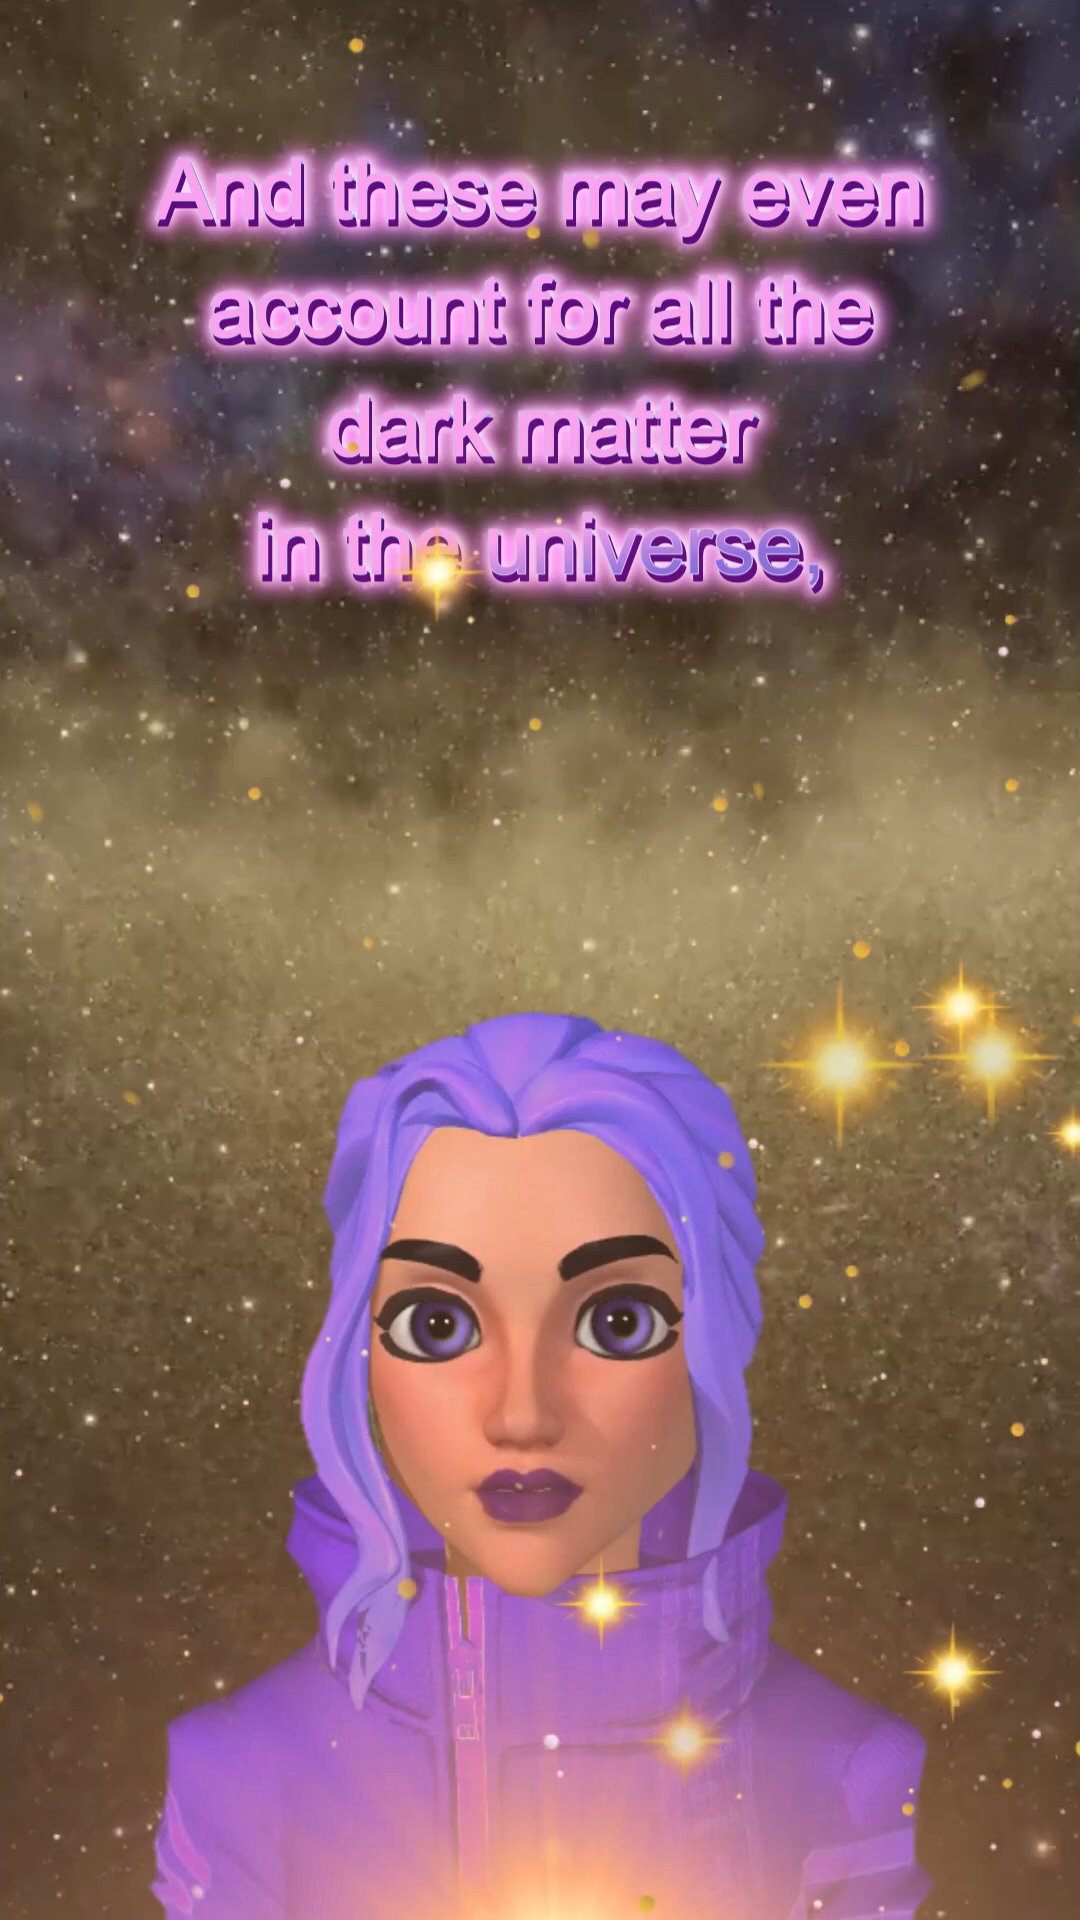 And these may even
account for all the
dark matter
in the universe,